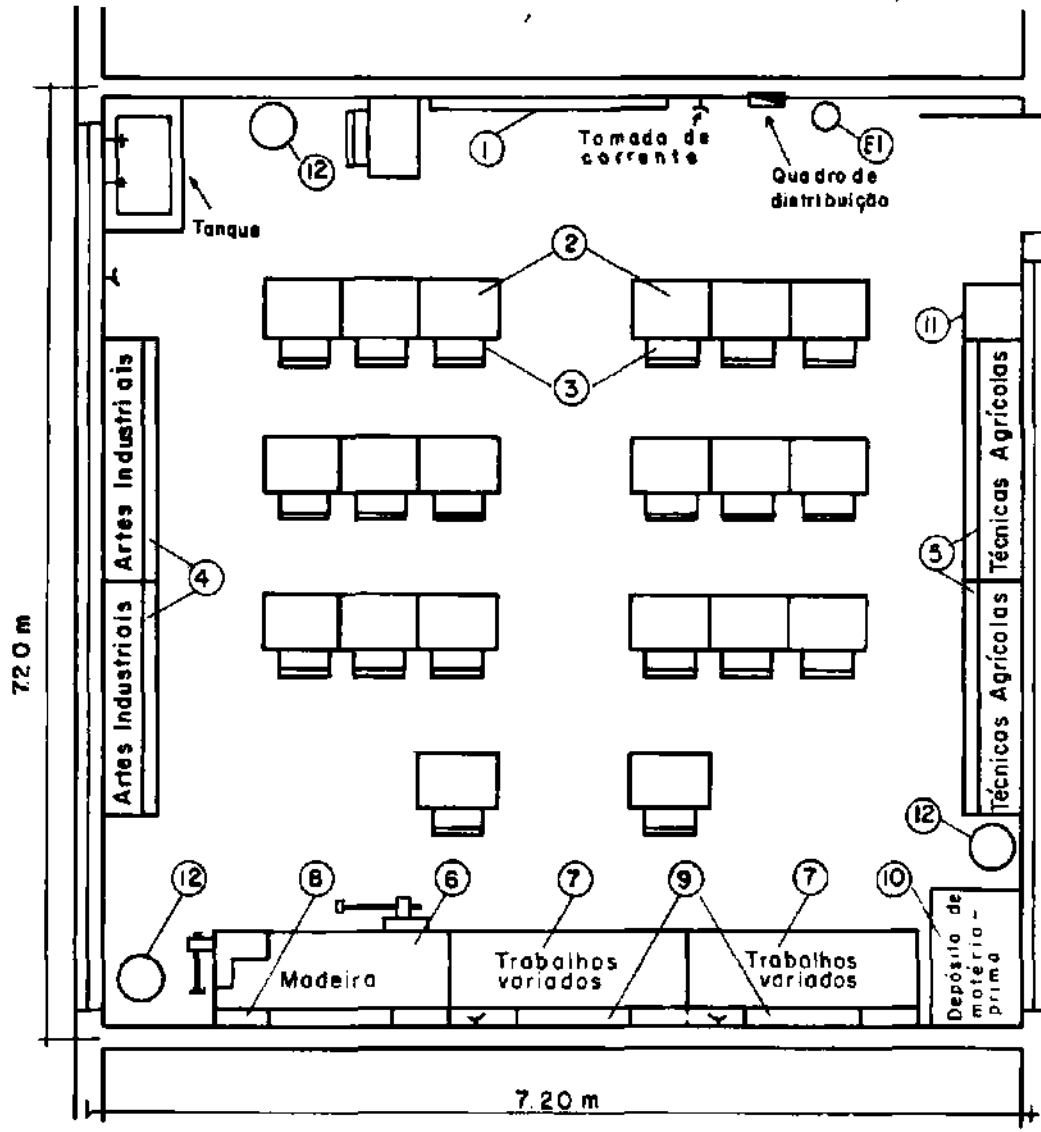 1
Tomada de
corrente
E1
12
Quadro de
distribuição
Tanque
2
11
3
Artes Industriais
Técnicas Agrícolas
4
5
Artes Industriais
Técnicas Agrícolas
7.20 m
12
12
8
6
7
9
7
10
Madeira
Trabalhos
variados
Trabalhos
variados
Depósito de
matéria-
prima
7.20 m